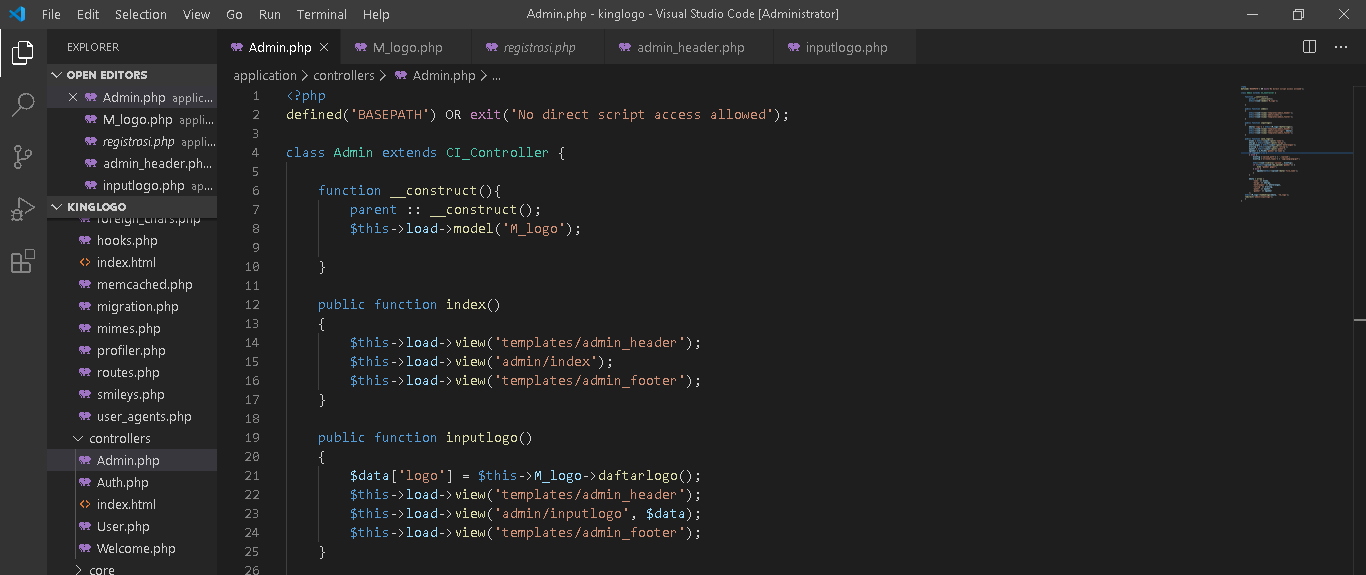 File Edit Selection View Go Run Terminal Help
Admin.php - kinglogo - Visual Studio Code [Administrator]
EXPLORER
OPEN EDITORS
Admin.php applic...
M_logo.php applic...
registrasi.php appli...
admin_header.ph...
inputlogo.php ap...
KINGLOGO
foreign_chars.php
hooks.php
index.html
memcached.php
migration.php
mimes.php
profiler.php
routes.php
smileys.php
user_agents.php
controllers
Admin.php
Auth.php
index.html
User.php
Welcome.php
core
Admin.php M_logo.php registrasi.php admin_header.php inputlogo.php
application > controllers > Admin.php > ...
1 <?php
2 defined('BASEPATH') OR exit('No direct script access allowed');
3
4 class Admin extends CI_Controller {
5
6     function __construct(){
7         parent :: __construct();
8         $this->load->model('M_logo');
9
10     }
11
12     public function index()
13     {
14         $this->load->view('templates/admin_header');
15         $this->load->view('admin/index');
16         $this->load->view('templates/admin_footer');
17     }
18
19     public function inputlogo()
20     {
21         $data['logo'] = $this->M_logo->daftarlogo();
22         $this->load->view('templates/admin_header');
23         $this->load->view('admin/inputlogo', $data);
24         $this->load->view('templates/admin_footer');
25     }
26